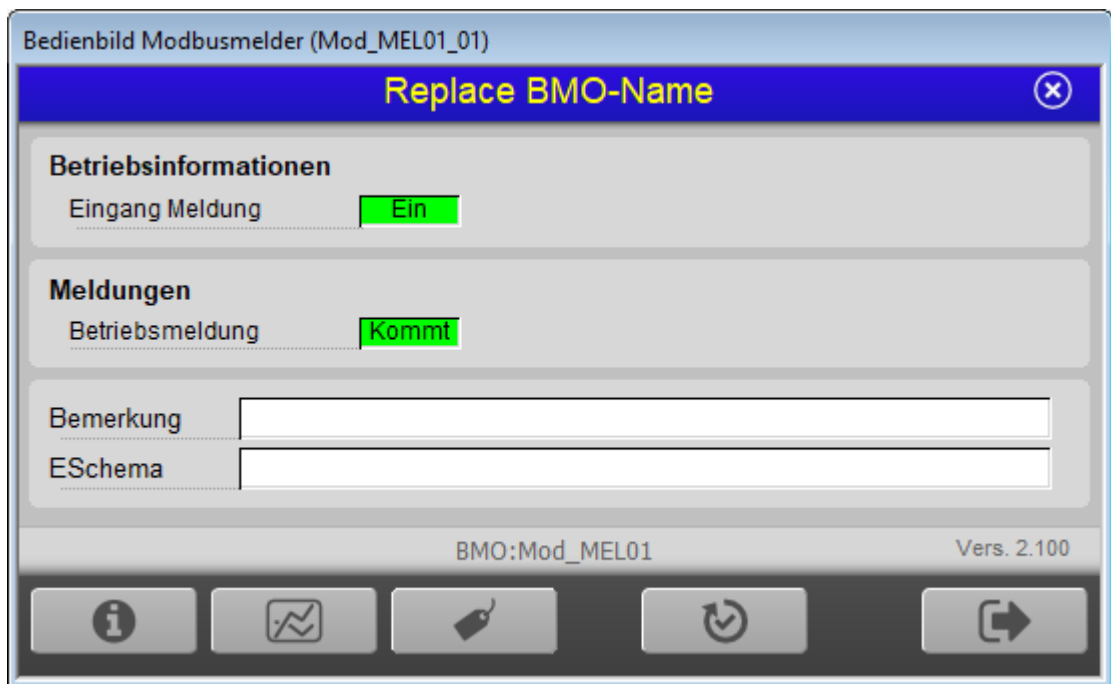 Bedienbild Modbusmelder (Mod_MEL01_01)
Replace BMO-Name
Betriebsinformationen
Eingang Meldung Ein
Meldungen
Betriebsmeldung Kommt
Bemerkung
ESchema
BMO:Mod_MEL01 Vers. 2.100